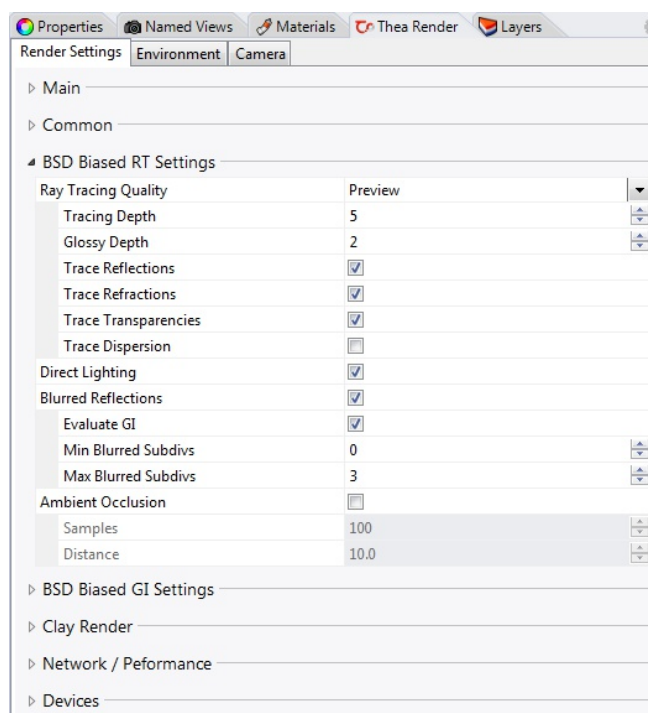 Properties Named Views Materials Thea Render Layers
Render Settings Environment Camera
Main
Common
BSD Biased RT Settings
Ray Tracing Quality Preview
Tracing Depth 5
Glossy Depth 2
Trace Reflections
Trace Refractions
Trace Transparencies
Trace Dispersion
Direct Lighting
Blurred Reflections
Evaluate GI
Min Blurred Subdivs 0
Max Blurred Subdivs 3
Ambient Occlusion
Samples 100
Distance 10.0
BSD Biased GI Settings
Clay Render
Network / Peformance
Devices